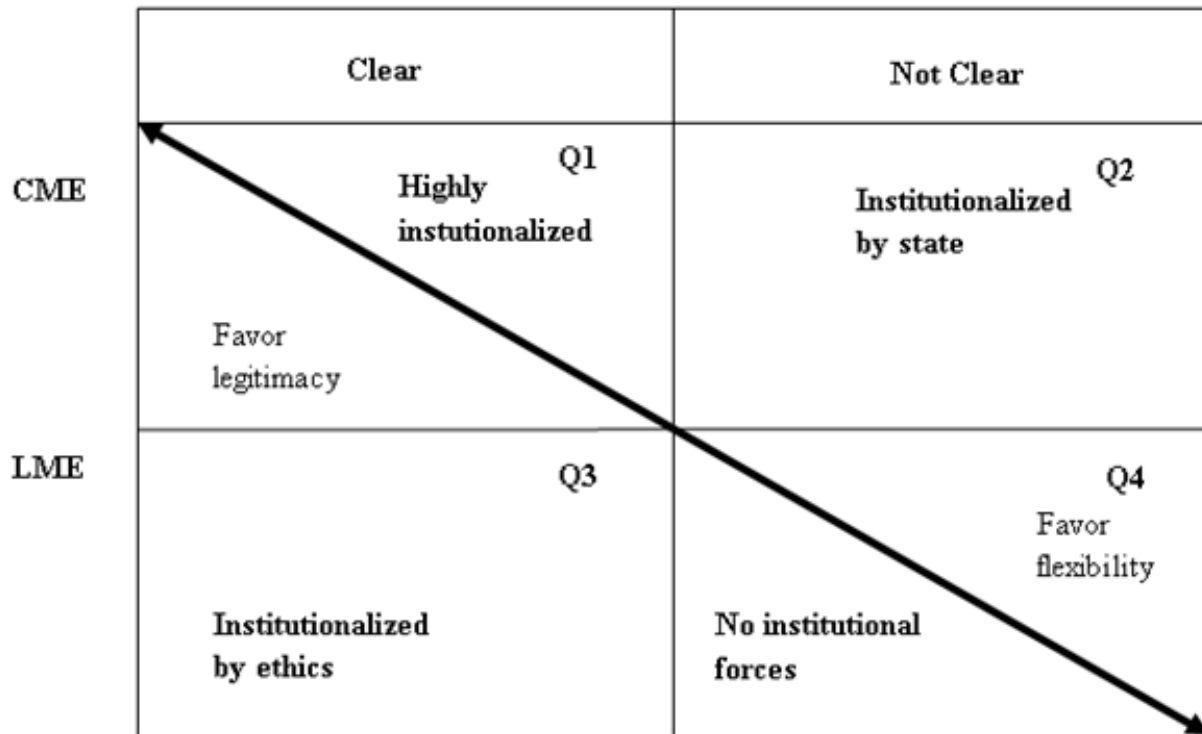 Clear
Not Clear
CME
Q1
Highly
instutionalized
Favor
legitimacy
Q2
Institutionalized
by state
LME
Q3
Institutionalized
by ethics
Q4
Favor
flexibility
No institutional
forces